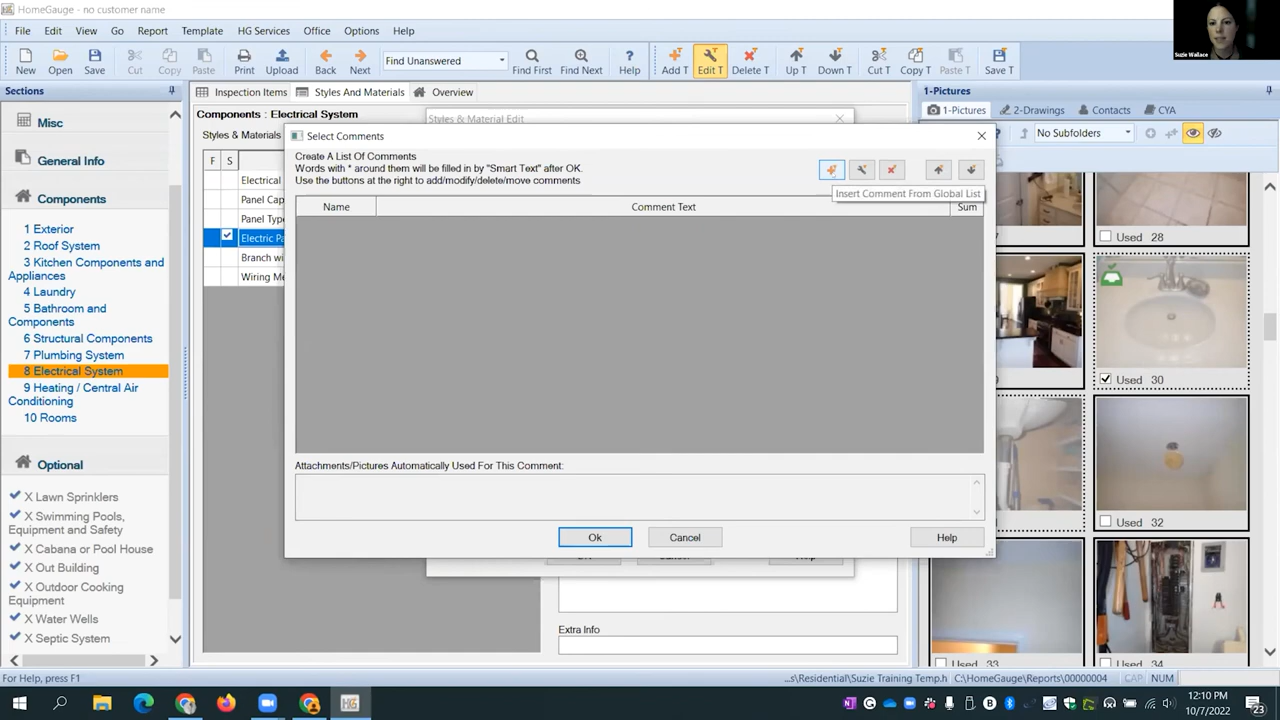 HomeGauge - no customer name
File Edit View Go Report Template HG Services Office Options Help
New Open Save Cut Copy Paste Print Upload Back Next Find Unanswered Find First Find Next Help Add T Edit T Delete T Up T Down T Cut T Copy T Paste T Save T
Suzie Wallace
Sections
Misc
General Info
Components
1 Exterior
2 Roof System
3 Kitchen Components and
Appliances
4 Laundry
5 Bathroom and
Components
6 Structural Components
7 Plumbing System
8 Electrical System
9 Heating / Central Air
Conditioning
10 Rooms
Optional
X Lawn Sprinklers
X Swimming Pools,
Equipment and Safety
X Cabana or Pool House
X Out Building
X Outdoor Cooking
Equipment
X Water Wells
X Septic System
Inspection Items Styles And Materials Overview
Components : Electrical System
Styles & Materials
F S
Electrical
Panel Cap
Panel Type
Electric Pa
Branch wi
Wiring Me
Styles & Material Edit
Select Comments
Create A List Of Comments
Words with * around them will be filled in by "Smart Text" after OK.
Use the buttons at the right to add/modify/delete/move comments
Insert Comment From Global List
Name Comment Text Sum
Attachments/Pictures Automatically Used For This Comment:
Ok Cancel Help
Extra Info
1-Pictures
1-Pictures 2-Drawings Contacts CYA
No Subfolders
7 Used 28
9 Used 30
Used 32
Used 33 Used 34
For Help, press F1
...s\Residential\Suzie Training Temp.h C:\HomeGauge\Reports\00000004 CAP NUM
12:10 PM
10/7/2022
23